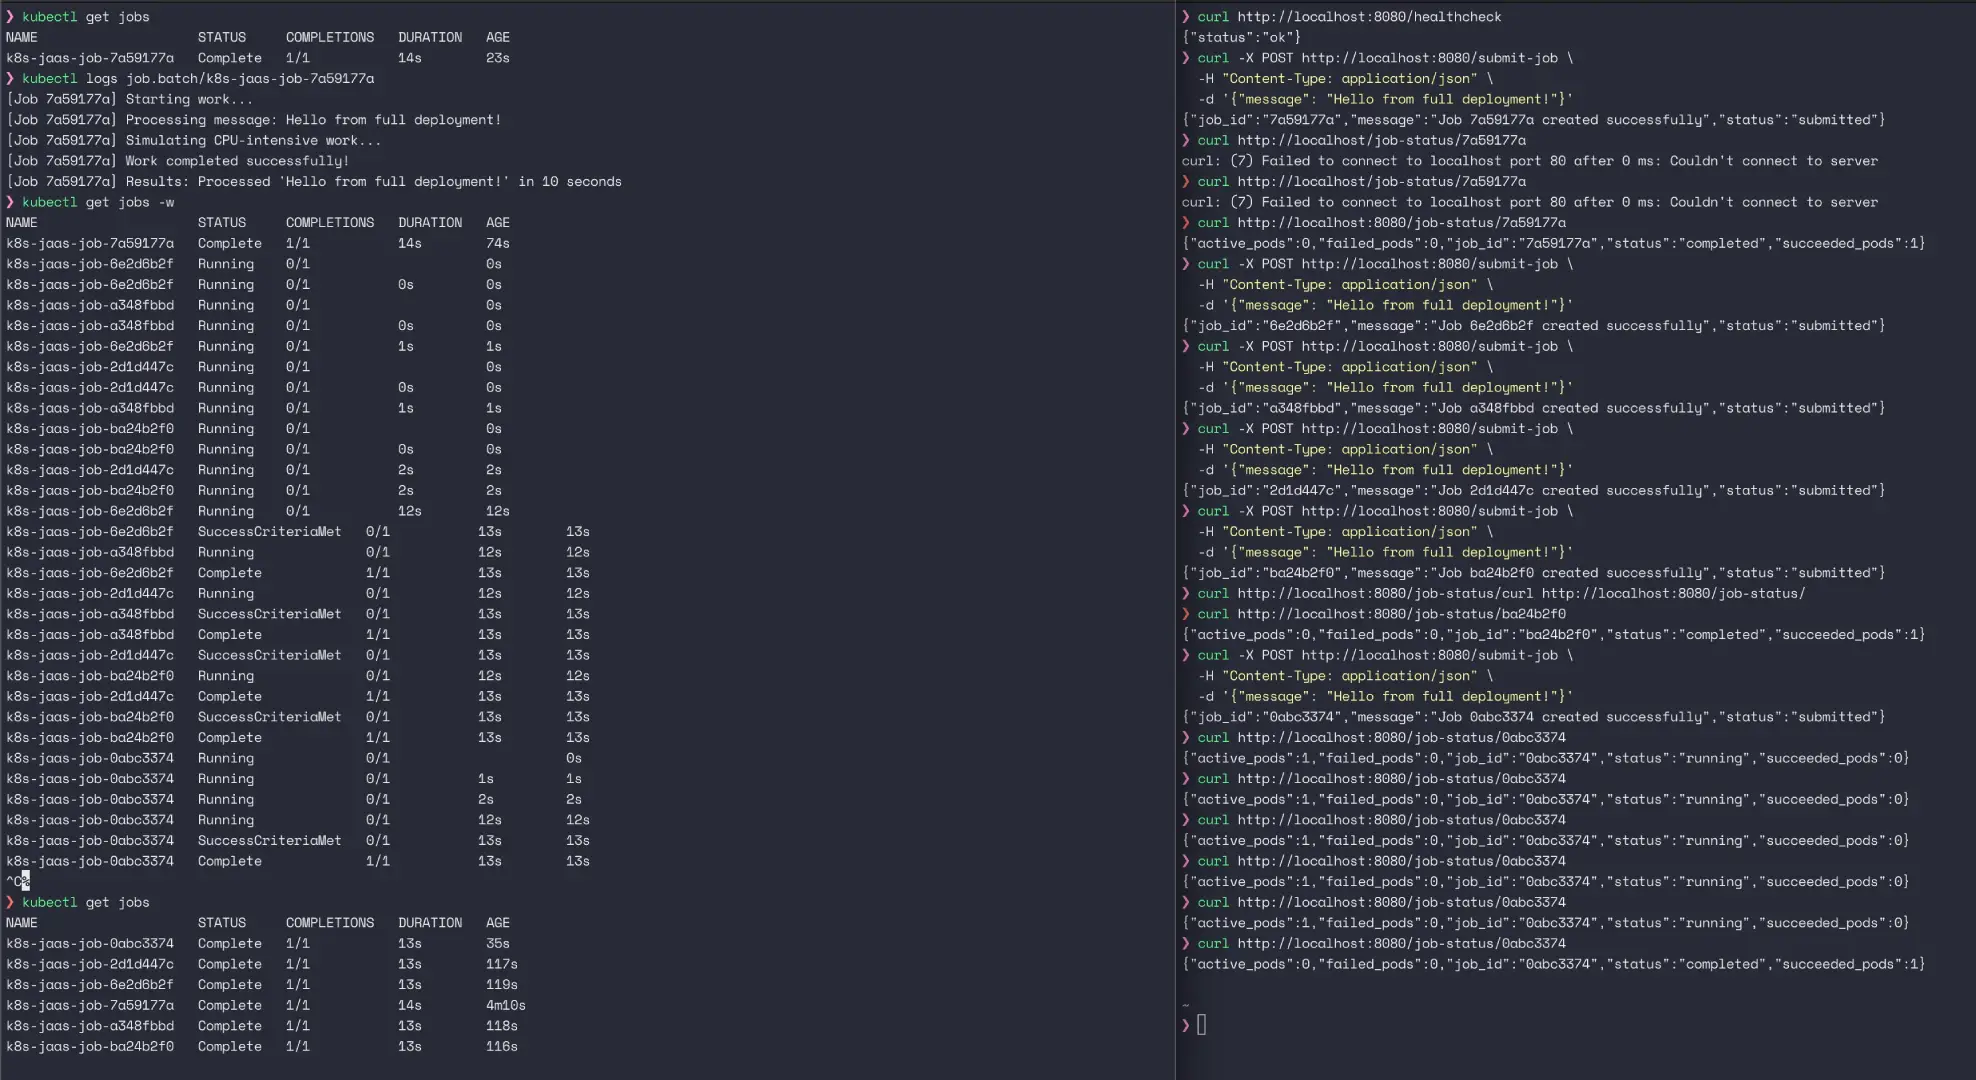 ❯ kubectl get jobs
NAME STATUS COMPLETIONS DURATION AGE
k8s-jaas-job-7a59177a Complete 1/1 14s 23s
❯ kubectl logs job.batch/k8s-jaas-job-7a59177a
[Job 7a59177a] Starting work...
[Job 7a59177a] Processing message: Hello from full deployment!
[Job 7a59177a] Simulating CPU-intensive work...
[Job 7a59177a] Work completed successfully!
[Job 7a59177a] Results: Processed 'Hello from full deployment!' in 10 seconds
❯ kubectl get jobs -w
NAME STATUS COMPLETIONS DURATION AGE
k8s-jaas-job-7a59177a Complete 1/1 14s 74s
k8s-jaas-job-6e2d6b2f Running 0/1 0s
k8s-jaas-job-6e2d6b2f Running 0/1 0s 0s
k8s-jaas-job-a348fbbd Running 0/1 0s
k8s-jaas-job-a348fbbd Running 0/1 0s 0s
k8s-jaas-job-6e2d6b2f Running 0/1 1s 1s
k8s-jaas-job-2d1d447c Running 0/1 0s
k8s-jaas-job-2d1d447c Running 0/1 0s 0s
k8s-jaas-job-a348fbbd Running 0/1 1s 1s
k8s-jaas-job-ba24b2f0 Running 0/1 0s
k8s-jaas-job-ba24b2f0 Running 0/1 0s 0s
k8s-jaas-job-2d1d447c Running 0/1 2s 2s
k8s-jaas-job-ba24b2f0 Running 0/1 2s 2s
k8s-jaas-job-6e2d6b2f Running 0/1 12s 12s
k8s-jaas-job-6e2d6b2f SuccessCriteriaMet 0/1 13s 13s
k8s-jaas-job-a348fbbd Running 0/1 12s 12s
k8s-jaas-job-6e2d6b2f Complete 1/1 13s 13s
k8s-jaas-job-2d1d447c Running 0/1 12s 12s
k8s-jaas-job-a348fbbd SuccessCriteriaMet 0/1 13s 13s
k8s-jaas-job-a348fbbd Complete 1/1 13s 13s
k8s-jaas-job-2d1d447c SuccessCriteriaMet 0/1 13s 13s
k8s-jaas-job-ba24b2f0 Running 0/1 12s 12s
k8s-jaas-job-2d1d447c Complete 1/1 13s 13s
k8s-jaas-job-ba24b2f0 SuccessCriteriaMet 0/1 13s 13s
k8s-jaas-job-ba24b2f0 Complete 1/1 13s 13s
k8s-jaas-job-0abc3374 Running 0/1 0s
k8s-jaas-job-0abc3374 Running 0/1 1s 1s
k8s-jaas-job-0abc3374 Running 0/1 2s 2s
k8s-jaas-job-0abc3374 Running 0/1 12s 12s
k8s-jaas-job-0abc3374 SuccessCriteriaMet 0/1 13s 13s
k8s-jaas-job-0abc3374 Complete 1/1 13s 13s
^C%
❯ kubectl get jobs
NAME STATUS COMPLETIONS DURATION AGE
k8s-jaas-job-0abc3374 Complete 1/1 13s 35s
k8s-jaas-job-2d1d447c Complete 1/1 13s 117s
k8s-jaas-job-6e2d6b2f Complete 1/1 13s 119s
k8s-jaas-job-7a59177a Complete 1/1 14s 4m10s
k8s-jaas-job-a348fbbd Complete 1/1 13s 118s
k8s-jaas-job-ba24b2f0 Complete 1/1 13s 116s
❯ curl http://localhost:8080/healthcheck
{"status":"ok"}
❯ curl -X POST http://localhost:8080/submit-job \
-H "Content-Type: application/json" \
-d '{"message": "Hello from full deployment!"}'
{"job_id":"7a59177a","message":"Job 7a59177a created successfully","status":"submitted"}
❯ curl http://localhost/job-status/7a59177a
curl: (7) Failed to connect to localhost port 80 after 0 ms: Couldn't connect to server
❯ curl http://localhost/job-status/7a59177a
curl: (7) Failed to connect to localhost port 80 after 0 ms: Couldn't connect to server
❯ curl http://localhost:8080/job-status/7a59177a
{"active_pods":0,"failed_pods":0,"job_id":"7a59177a","status":"completed","succeeded_pods":1}
❯ curl -X POST http://localhost:8080/submit-job \
-H "Content-Type: application/json" \
-d '{"message": "Hello from full deployment!"}'
{"job_id":"6e2d6b2f","message":"Job 6e2d6b2f created successfully","status":"submitted"}
❯ curl -X POST http://localhost:8080/submit-job \
-H "Content-Type: application/json" \
-d '{"message": "Hello from full deployment!"}'
{"job_id":"a348fbbd","message":"Job a348fbbd created successfully","status":"submitted"}
❯ curl -X POST http://localhost:8080/submit-job \
-H "Content-Type: application/json" \
-d '{"message": "Hello from full deployment!"}'
{"job_id":"2d1d447c","message":"Job 2d1d447c created successfully","status":"submitted"}
❯ curl -X POST http://localhost:8080/submit-job \
-H "Content-Type: application/json" \
-d '{"message": "Hello from full deployment!"}'
{"job_id":"ba24b2f0","message":"Job ba24b2f0 created successfully","status":"submitted"}
❯ curl http://localhost:8080/job-status/curl http://localhost:8080/job-status/
❯ curl http://localhost:8080/job-status/ba24b2f0
{"active_pods":0,"failed_pods":0,"job_id":"ba24b2f0","status":"completed","succeeded_pods":1}
❯ curl -X POST http://localhost:8080/submit-job \
-H "Content-Type: application/json" \
-d '{"message": "Hello from full deployment!"}'
{"job_id":"0abc3374","message":"Job 0abc3374 created successfully","status":"submitted"}
❯ curl http://localhost:8080/job-status/0abc3374
{"active_pods":1,"failed_pods":0,"job_id":"0abc3374","status":"running","succeeded_pods":0}
❯ curl http://localhost:8080/job-status/0abc3374
{"active_pods":1,"failed_pods":0,"job_id":"0abc3374","status":"running","succeeded_pods":0}
❯ curl http://localhost:8080/job-status/0abc3374
{"active_pods":1,"failed_pods":0,"job_id":"0abc3374","status":"running","succeeded_pods":0}
❯ curl http://localhost:8080/job-status/0abc3374
{"active_pods":1,"failed_pods":0,"job_id":"0abc3374","status":"running","succeeded_pods":0}
❯ curl http://localhost:8080/job-status/0abc3374
{"active_pods":1,"failed_pods":0,"job_id":"0abc3374","status":"running","succeeded_pods":0}
❯ curl http://localhost:8080/job-status/0abc3374
{"active_pods":0,"failed_pods":0,"job_id":"0abc3374","status":"completed","succeeded_pods":1}
~
❯